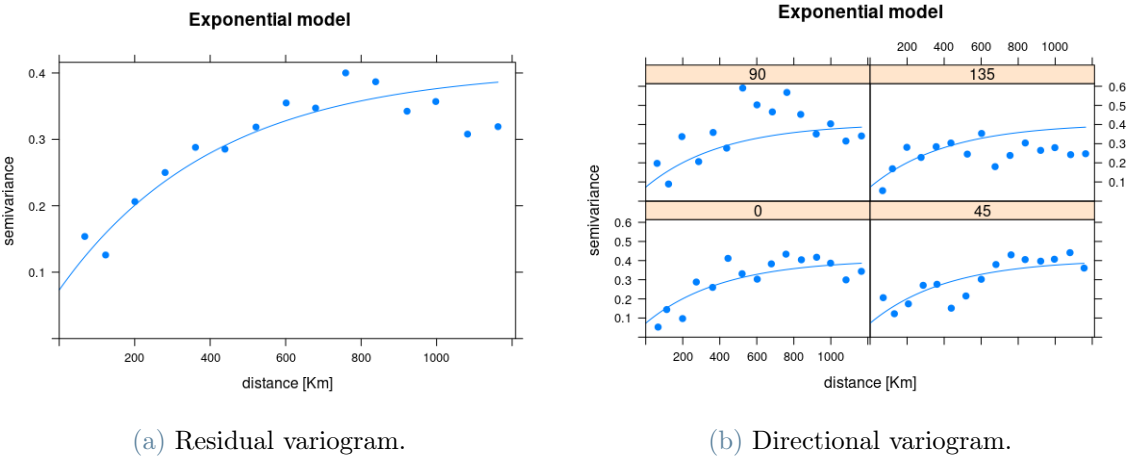 Exponential model
0.4
0.3
0.2
0.1
semivariance
200 400 600 800 1000
distance [Km]
(a) Residual variogram.
Exponential model
200 400 600 800 1000
90 135
0.6
0.5
0.4
0.3
0.2
0.1
semivariance
0 45
0.6
0.5
0.4
0.3
0.2
0.1
200 400 600 800 1000
distance [Km]
(b) Directional variogram.